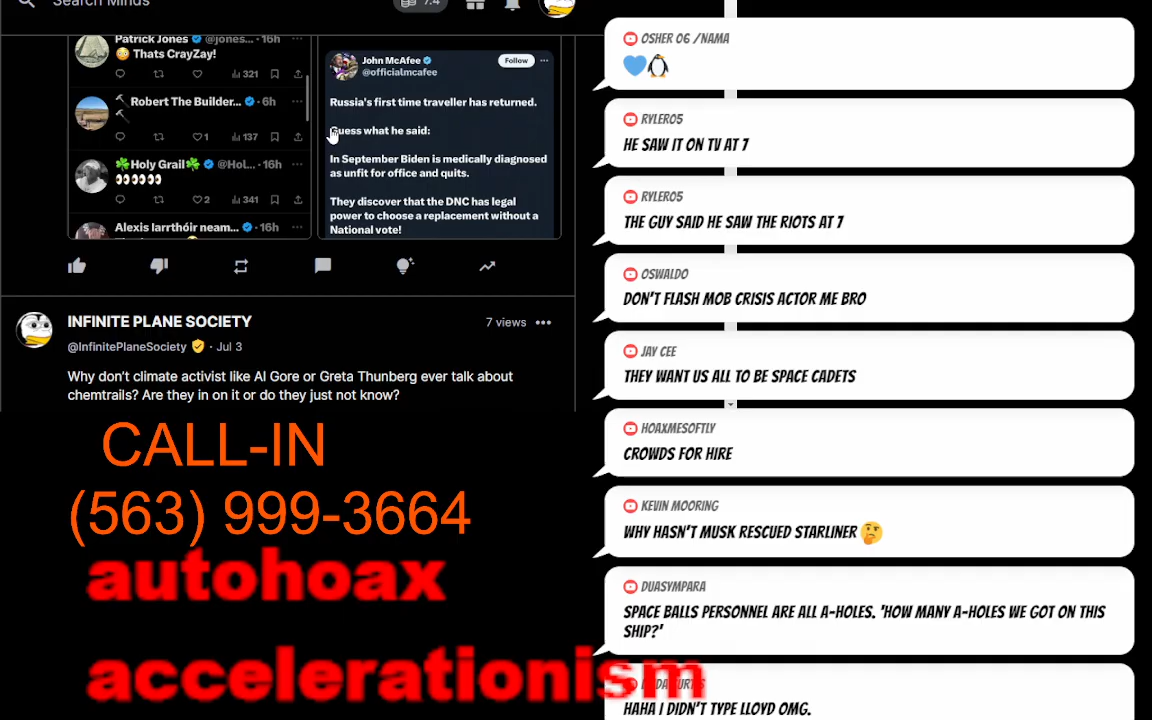 Search Minds
7.4
Patrick Jones @jones... · 16h
😳 Thats CrayZay!
321
⛏ Robert The Builder... · 6h
⛏
1
137
☘️Holy Grail☘️ @Hol... · 16h
👀👀👀👀👀👀
2
341
Alexis Iarrthóir neam... · 16h
John McAfee
Follow
@officialmcafee
Russia's first time traveller has returned.
Guess what he said:
In September Biden is medically diagnosed
as unfit for office and quits.
They discover that the DNC has legal
power to choose a replacement without a
National vote!
INFINITE PLANE SOCIETY
7 views
@InfinitePlaneSociety · Jul 3
Why don't climate activist like Al Gore or Greta Thunberg ever talk about
chemtrails? Are they in on it or do they just not know?
CALL-IN
(563) 999-3664
autohoax
accelerationism
OSHER 06 /NAMA
💙🐧
RYLER05
HE SAW IT ON TV AT 7
RYLER05
THE GUY SAID HE SAW THE RIOTS AT 7
OSWALDO
DON'T FLASH MOB CRISIS ACTOR ME BRO
JAY CEE
THEY WANT US ALL TO BE SPACE CADETS
HOAXMESOFTLY
CROWDS FOR HIRE
KEVIN MOORING
WHY HASN'T MUSK RESCUED STARLINER 🤔
DUASYMPARA
SPACE BALLS PERSONNEL ARE ALL A-HOLES. 'HOW MANY A-HOLES WE GOT ON THIS
SHIP?'
HAHA I DIDN'T TYPE LLOYD OMG.